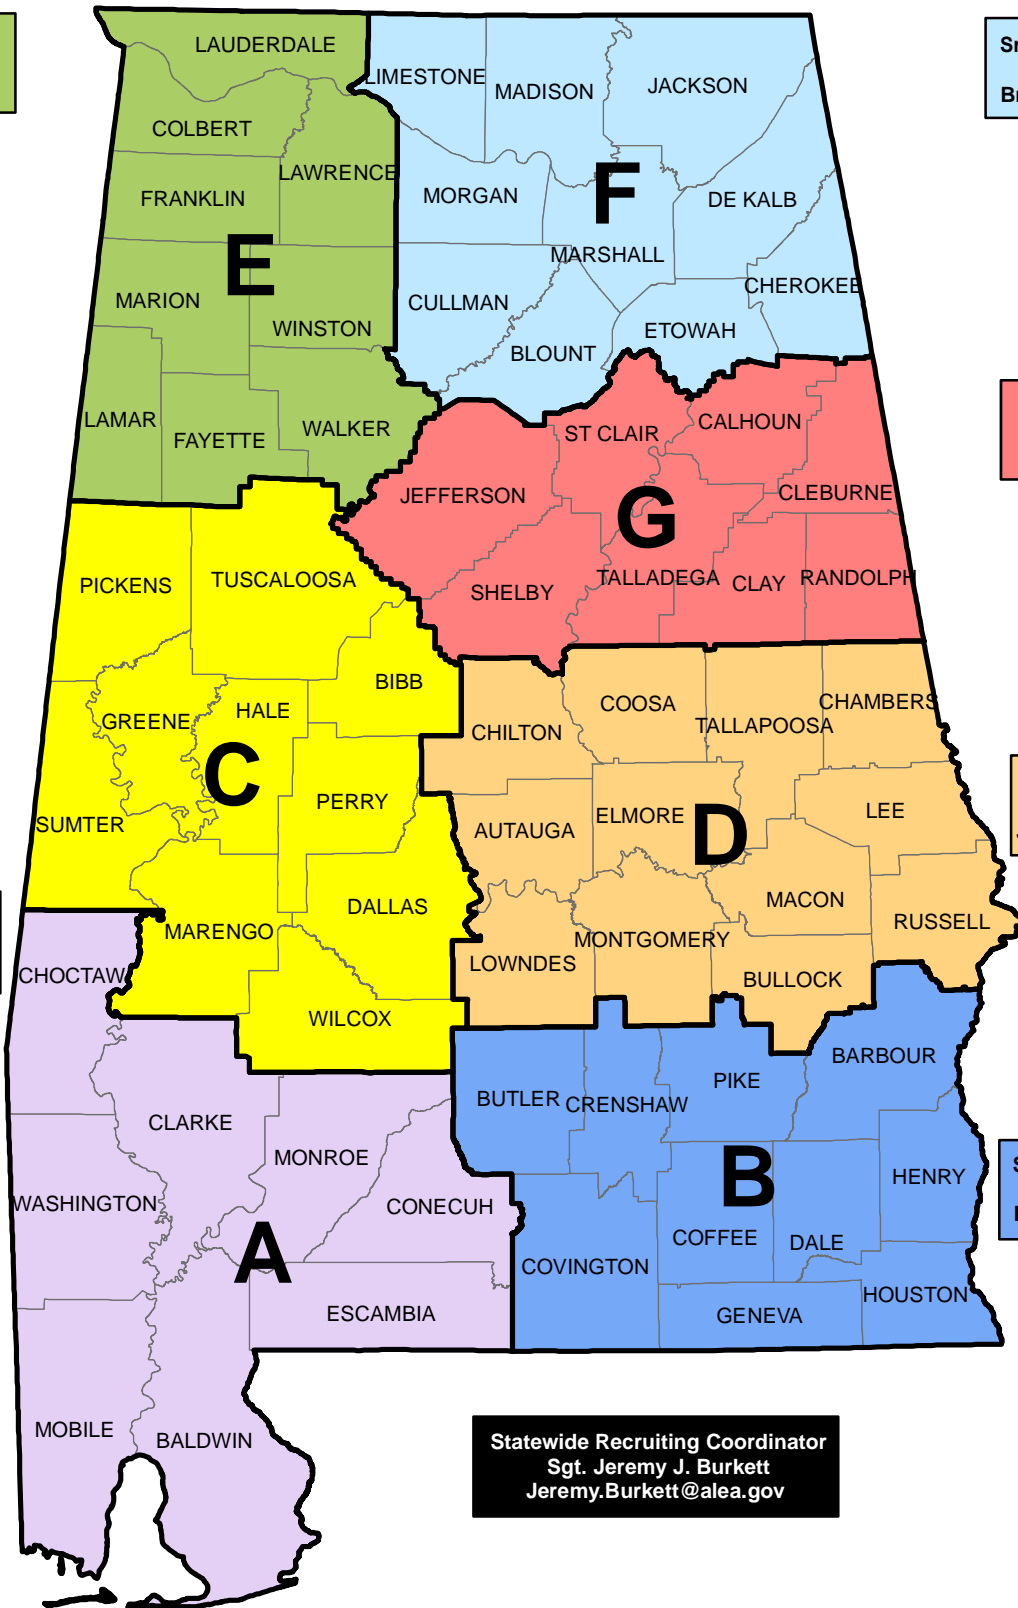 LAUDERDALE
LIMESTONE
MADISON
JACKSON
COLBERT
LAWRENCE
FRANKLIN
MORGAN
F
DE KALB
E
MARSHALL
MARION
CULLMAN
CHEROKEE
WINSTON
ETOWAH
BLOUNT
LAMAR
FAYETTE
WALKER
ST CLAIR
CALHOUN
JEFFERSON
G
CLEBURNE
PICKENS
TUSCALOOSA
SHELBY
TALLADEGA
CLAY
RANDOLPH
BIBB
GREENE
HALE
CHILTON
COOSA
TALLAPOOSA
CHAMBERS
C
PERRY
SUMTER
AUTAUGA
ELMORE
D
LEE
DALLAS
MACON
MARENGO
MONTGOMERY
RUSSELL
CHOCTAW
LOWNDES
BULLOCK
WILCOX
BARBOUR
CLARKE
BUTLER
CRENSHAW
PIKE
MONROE
WASHINGTON
CONECUH
B
HENRY
A
COVINGTON
COFFEE
DALE
ESCAMBIA
GENEVA
HOUSTON
MOBILE
BALDWIN
Statewide Recruiting Coordinator
Sgt. Jeremy J. Burkett
Jeremy.Burkett@alea.gov